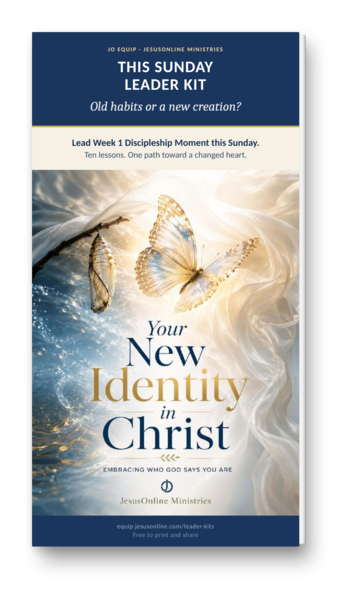 JO EQUIP · JESUSONLINE MINISTRIES
THIS SUNDAY
LEADER KIT
Old habits or a new creation?
Lead Week 1 Discipleship Moment this Sunday.
Ten lessons. One path toward a changed heart.
Your
New
Identity
in
Christ
EMBRACING WHO GOD SAYS YOU ARE
JesusOnline Ministries
equip.jesusonline.com/leader-kits
Free to print and share